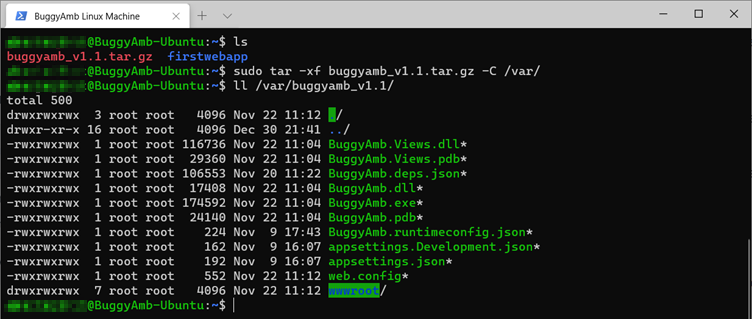 BuggyAmb Linux Machine
@BuggyAmb-Ubuntu:~$ ls
buggyamb_v1.1.tar.gz  firstwebapp
@BuggyAmb-Ubuntu:~$ sudo tar -xf buggyamb_v1.1.tar.gz -C /var/
@BuggyAmb-Ubuntu:~$ ll /var/buggyamb_v1.1/
total 500
drwxrwxrwx  3 root root   4096 Nov 22 11:12 ./
drwxr-xr-x 16 root root   4096 Dec 30 21:41 ../
-rwxrwxrwx  1 root root 116736 Nov 22 11:04 BuggyAmb.Views.dll*
-rwxrwxrwx  1 root root  29360 Nov 22 11:04 BuggyAmb.Views.pdb*
-rwxrwxrwx  1 root root 106553 Nov 20 11:22 BuggyAmb.deps.json*
-rwxrwxrwx  1 root root  17408 Nov 22 11:04 BuggyAmb.dll*
-rwxrwxrwx  1 root root 174592 Nov 22 11:04 BuggyAmb.exe*
-rwxrwxrwx  1 root root  24140 Nov 22 11:04 BuggyAmb.pdb*
-rwxrwxrwx  1 root root    224 Nov  9 17:43 BuggyAmb.runtimeconfig.json*
-rwxrwxrwx  1 root root    162 Nov  9 16:07 appsettings.Development.json*
-rwxrwxrwx  1 root root    192 Nov  9 16:07 appsettings.json*
-rwxrwxrwx  1 root root    552 Nov 22 11:12 web.config*
drwxrwxrwx  7 root root   4096 Nov 22 11:12 wwwroot/
@BuggyAmb-Ubuntu:~$